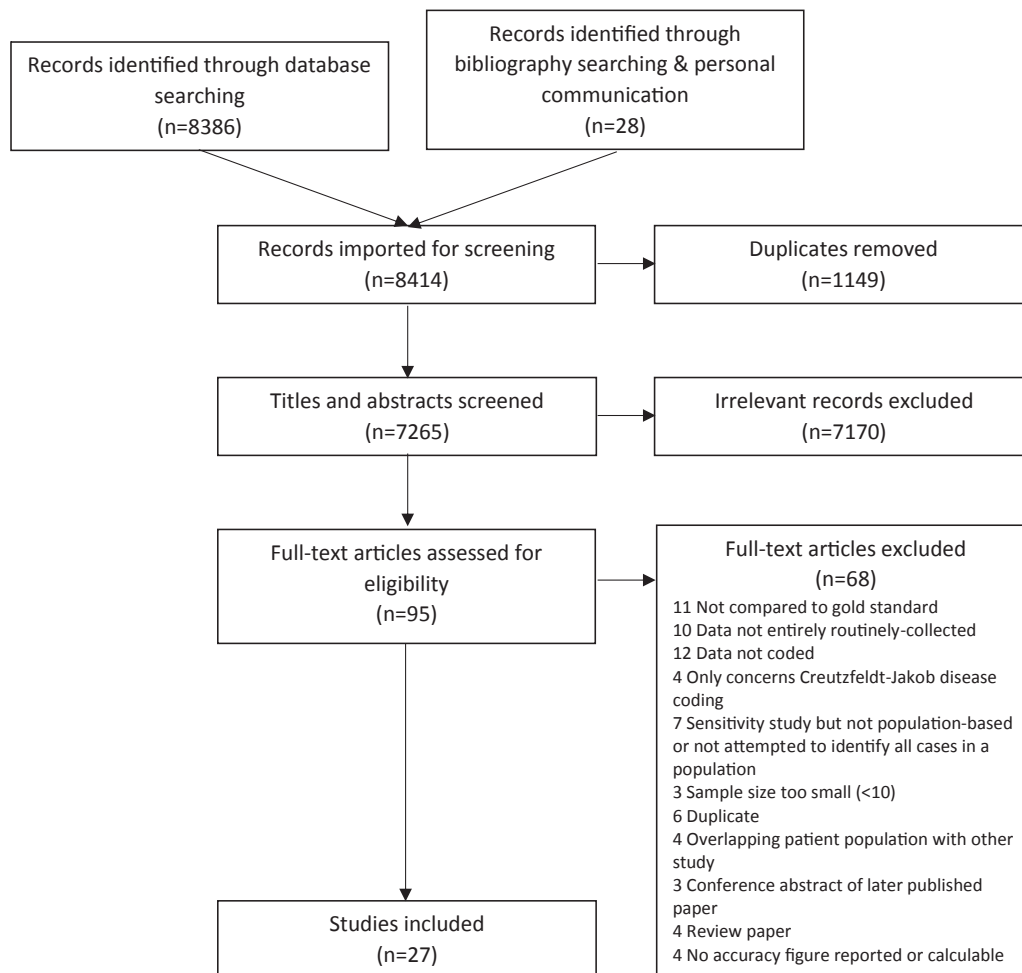 Records identified through database
searching
(n=8386)
Records identified through
bibliography searching & personal
communication
(n=28)
Records imported for screening
(n=8414)
Duplicates removed
(n=1149)
Titles and abstracts screened
(n=7265)
Irrelevant records excluded
(n=7170)
Full-text articles assessed for
eligibility
(n=95)
Full-text articles excluded
(n=68)
11 Not compared to gold standard
10 Data not entirely routinely-collected
12 Data not coded
4 Only concerns Creutzfeldt-Jakob disease
coding
7 Sensitivity study but not population-based
or not attempted to identify all cases in a
population
3 Sample size too small (<10)
6 Duplicate
4 Overlapping patient population with other
study
3 Conference abstract of later published
paper
4 Review paper
4 No accuracy figure reported or calculable
Studies included
(n=27)